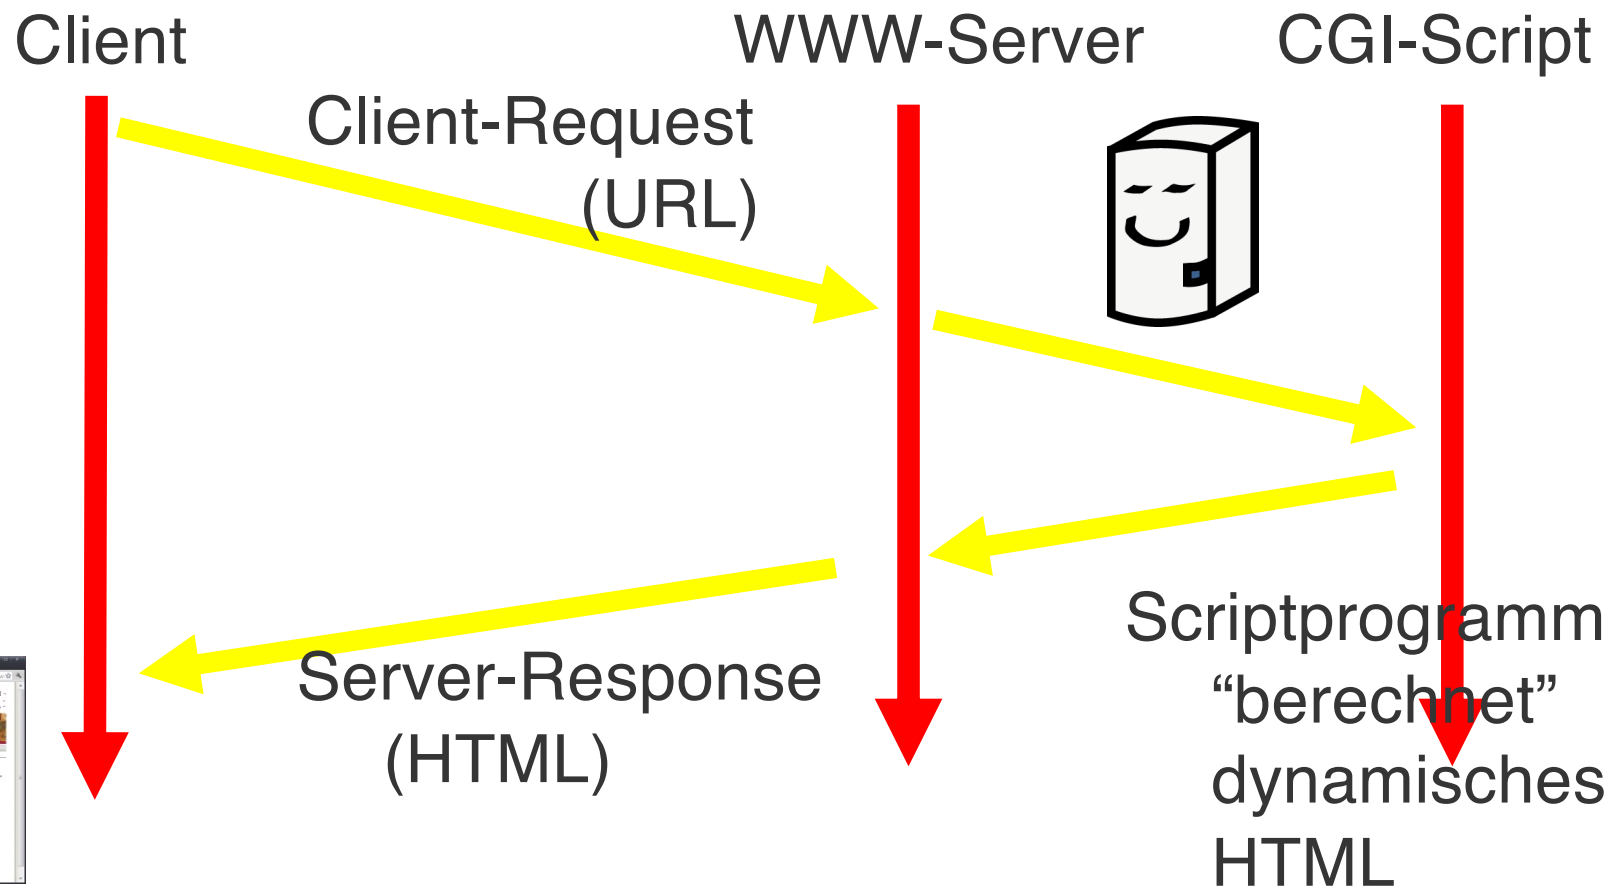 Client
WWW-Server
CGI-Script
Client-Request
(URL)
Server-Response
(HTML)
Scriptprogramm
“berechnet”
dynamisches
HTML